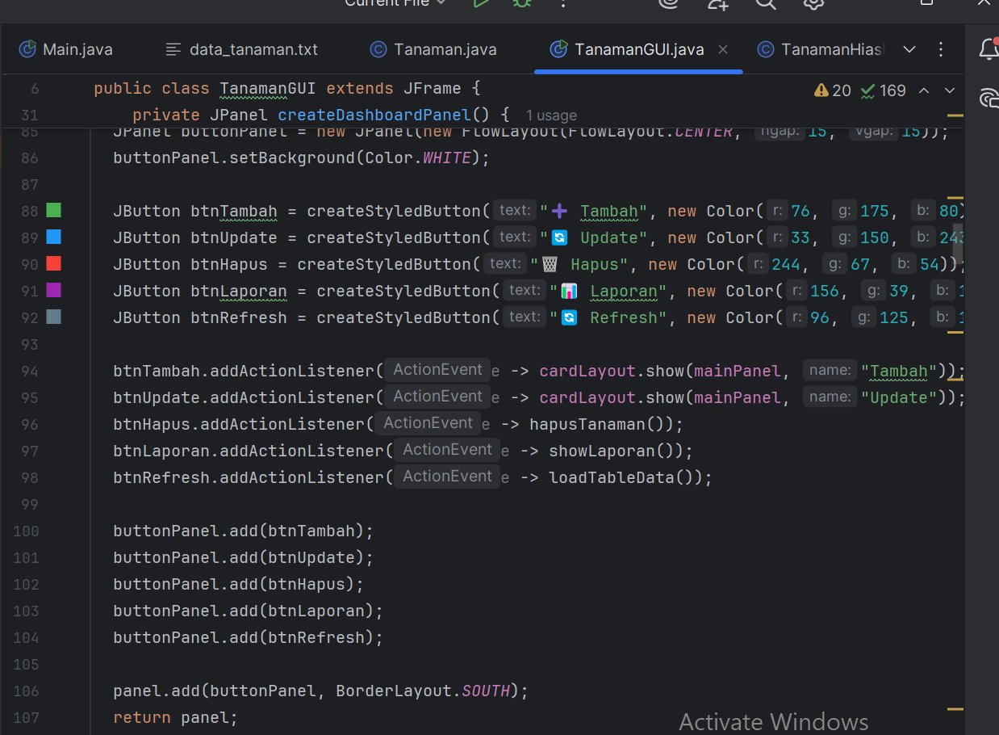 Current File
Main.java data_tanaman.txt Tanaman.java TanamanGUI.java TanamanHias
6 public class TanamanGUI extends JFrame { 20 169
31 private JPanel createDashboardPanel() { 1 usage
85 JPanel buttonPanel = new JPanel(new FlowLayout(FlowLayout.CENTER, hgap: 15, vgap: 15));
86 buttonPanel.setBackground(Color.WHITE);
87
88 JButton btnTambah = createStyledButton( text: "➕ Tambah", new Color( r: 76, g: 175, b: 80)
89 JButton btnUpdate = createStyledButton( text: "🔄 Update", new Color( r: 33, g: 150, b: 243
90 JButton btnHapus = createStyledButton( text: "🗑 Hapus", new Color( r: 244, g: 67, b: 54));
91 JButton btnLaporan = createStyledButton( text: "📊 Laporan", new Color( r: 156, g: 39, b: 1
92 JButton btnRefresh = createStyledButton( text: "🔄 Refresh", new Color( r: 96, g: 125, b: 1
93
94 btnTambah.addActionListener( ActionEvent e -> cardLayout.show(mainPanel, name: "Tambah"));
95 btnUpdate.addActionListener( ActionEvent e -> cardLayout.show(mainPanel, name: "Update"));
96 btnHapus.addActionListener( ActionEvent e -> hapusTanaman());
97 btnLaporan.addActionListener( ActionEvent e -> showLaporan());
98 btnRefresh.addActionListener( ActionEvent e -> loadTableData());
99
100 buttonPanel.add(btnTambah);
101 buttonPanel.add(btnUpdate);
102 buttonPanel.add(btnHapus);
103 buttonPanel.add(btnLaporan);
104 buttonPanel.add(btnRefresh);
105
106 panel.add(buttonPanel, BorderLayout.SOUTH);
107 return panel;
Activate Windows